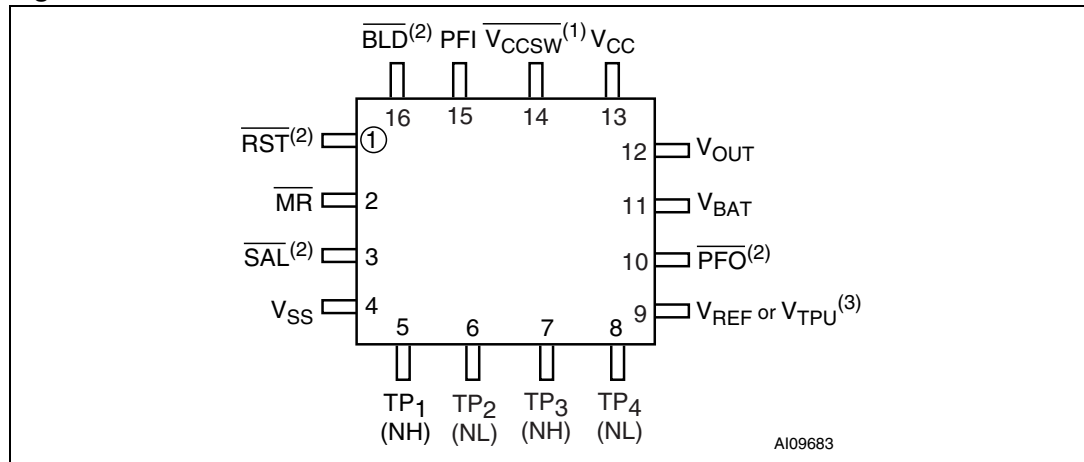 BLD(2) PFI VCCSW(1) VCC
16 15 14 13
RST(2) 1 12 VOUT
MR 2 11 VBAT
SAL(2) 3 10 PFO(2)
VSS 4 9 VREF or VTPU(3)
5 6 7 8
TP1 TP2 TP3 TP4
(NH) (NL) (NH) (NL)
AI09683